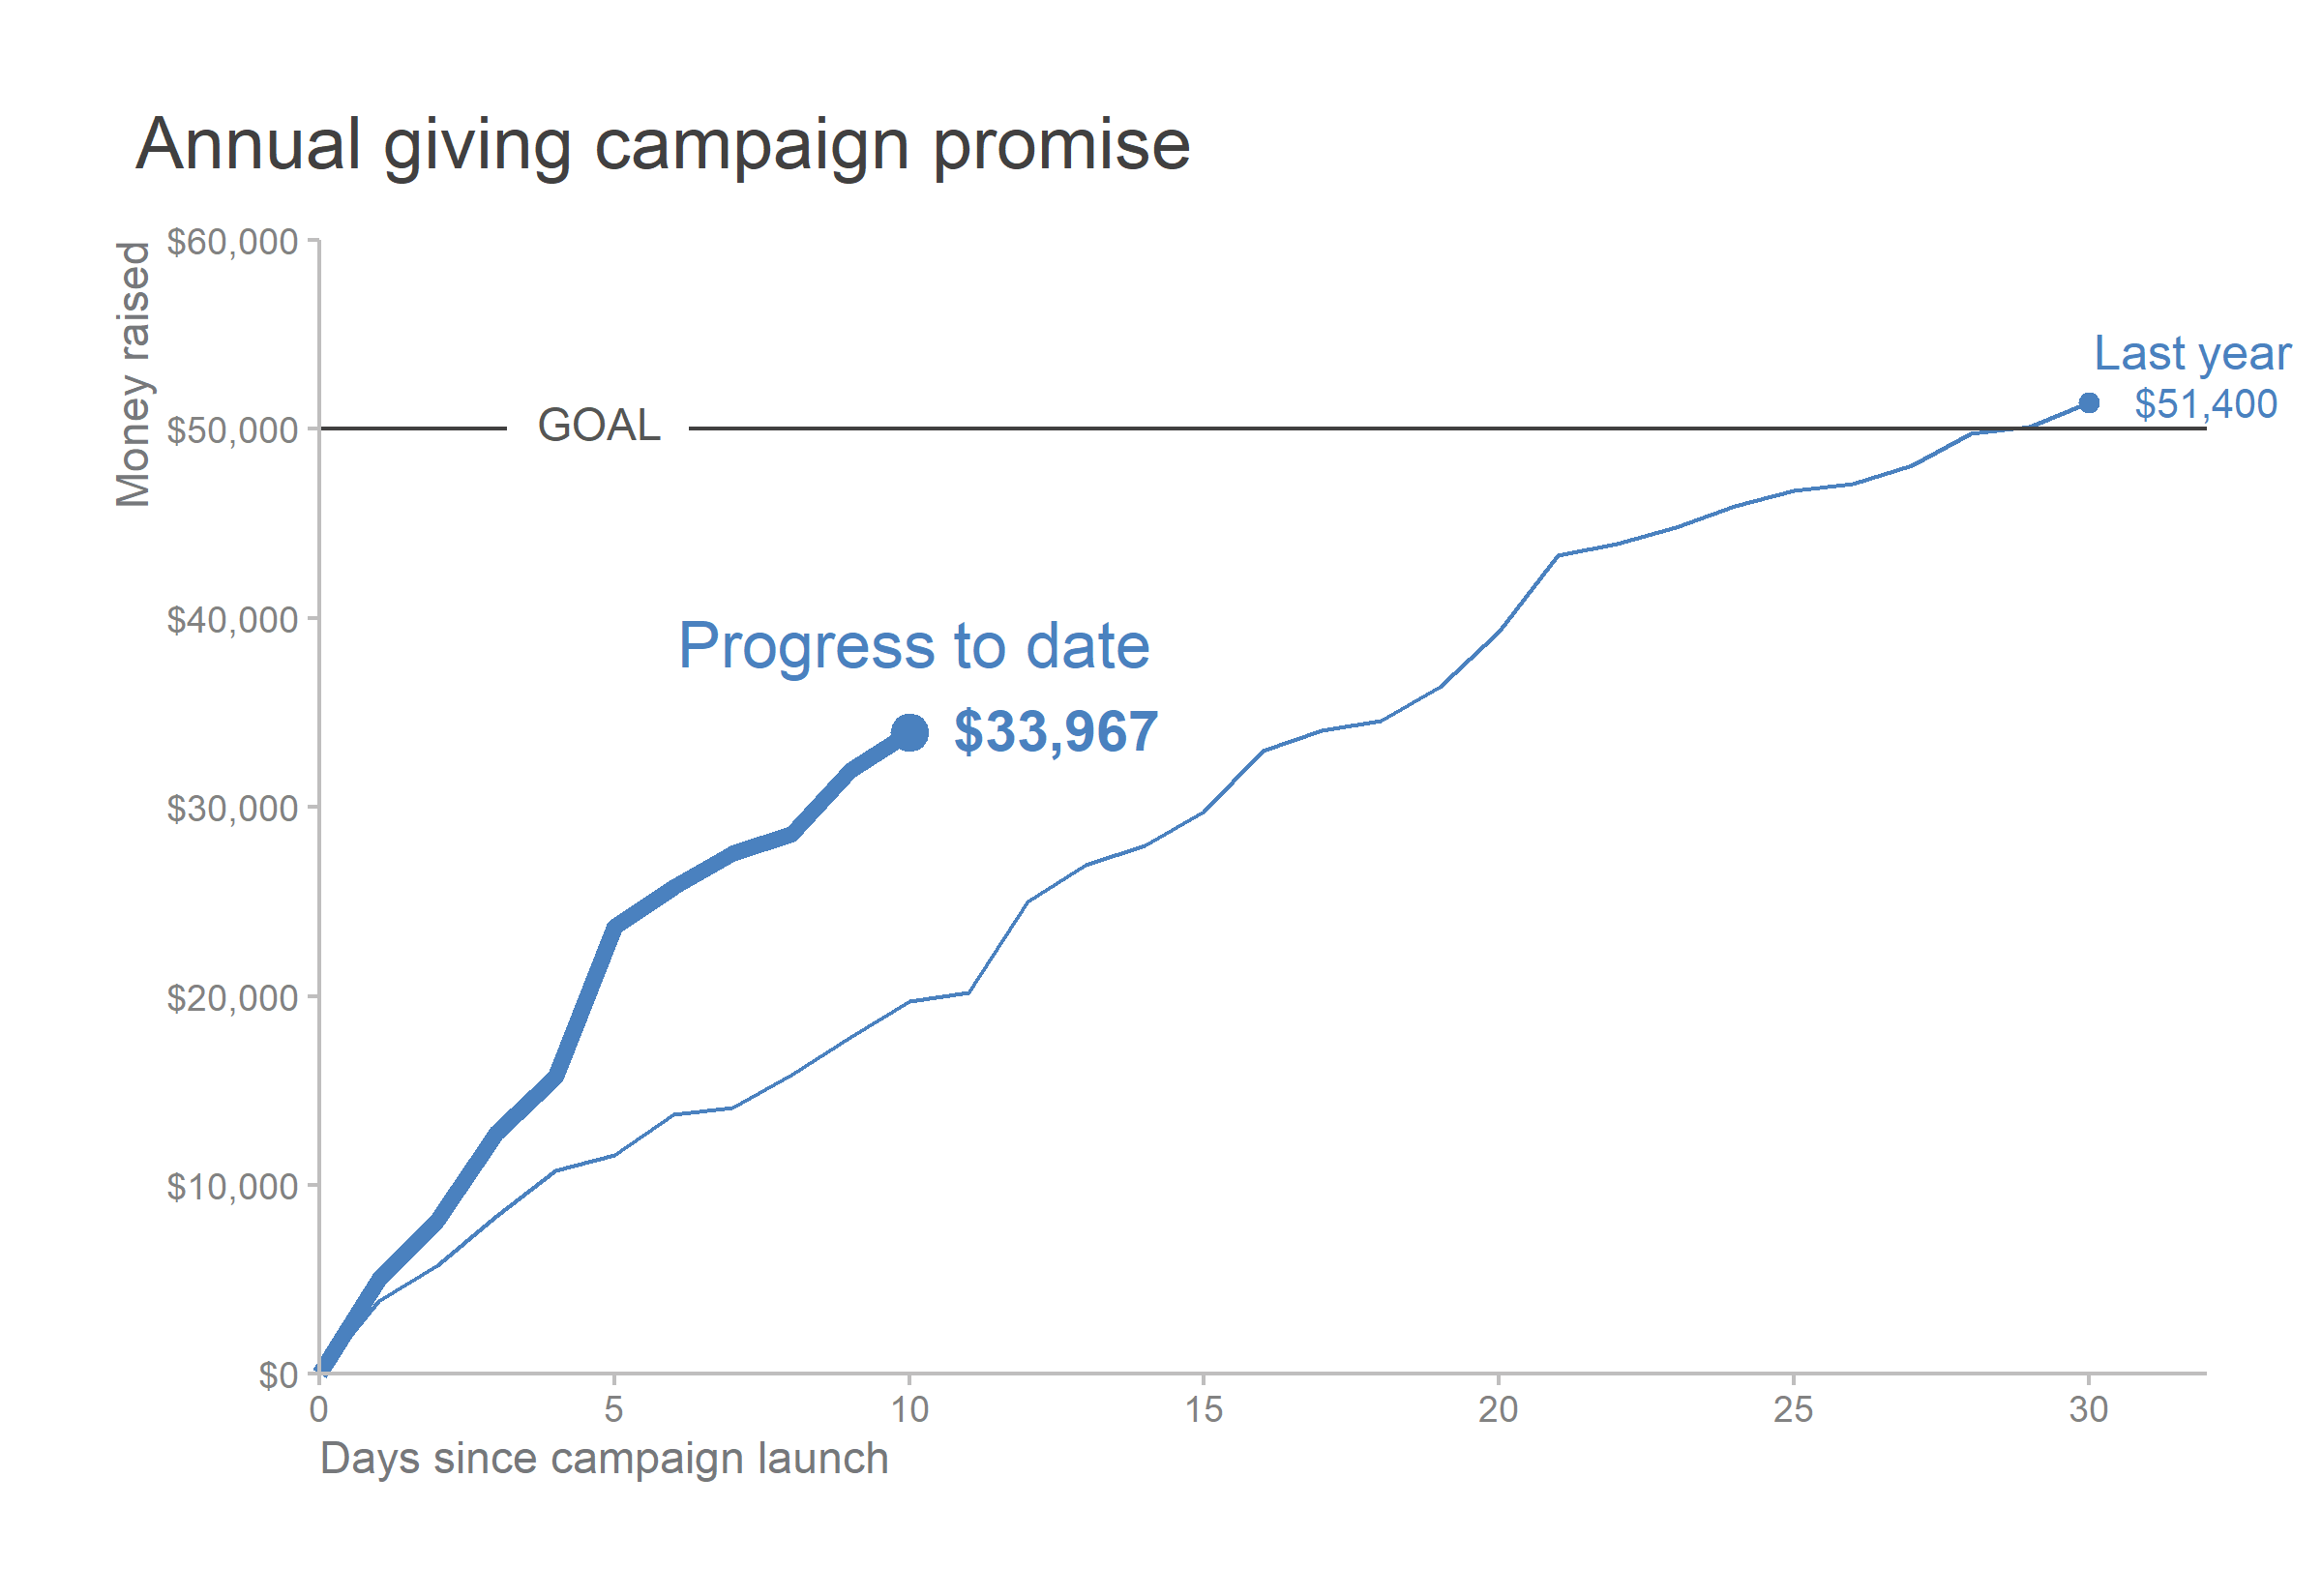 Annual giving campaign promise
Money raised
$60,000
$50,000
$40,000
$30,000
$20,000
$10,000
$0
GOAL
Last year
$51,400
Progress to date
$33,967
0 5 10 15 20 25 30
Days since campaign launch